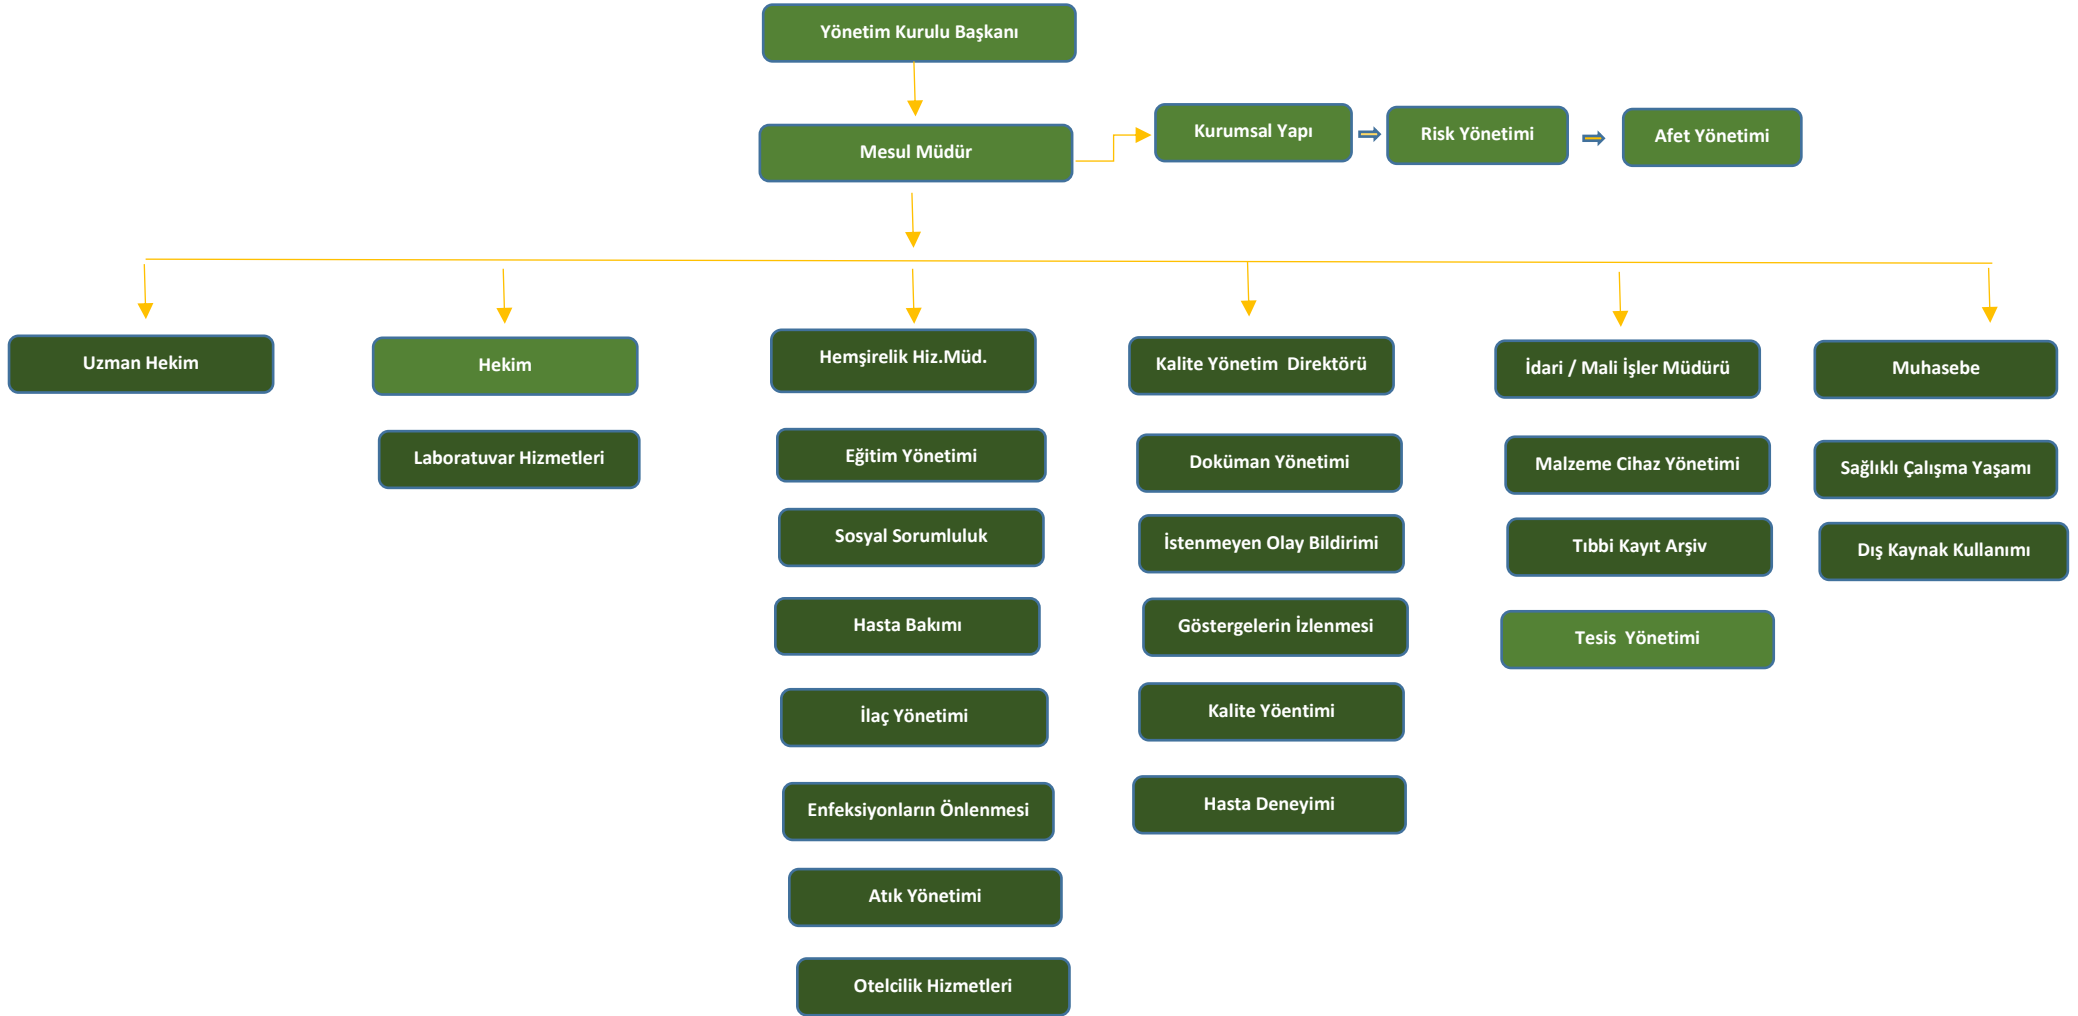 Yönetim Kurulu Başkanı
Mesul Müdür
Kurumsal Yapı
Risk Yönetimi
Afet Yönetimi
Uzman Hekim
Hekim
Laboratuvar Hizmetleri
Hemşirelik Hiz.Müd.
Eğitim Yönetimi
Sosyal Sorumluluk
Hasta Bakımı
İlaç Yönetimi
Enfeksiyonların Önlenmesi
Atık Yönetimi
Otelcilik Hizmetleri
Kalite Yönetim Direktörü
Doküman Yönetimi
İstenmeyen Olay Bildirimi
Göstergelerin İzlenmesi
Kalite Yöentimi
Hasta Deneyimi
İdari / Mali İşler Müdürü
Malzeme Cihaz Yönetimi
Tıbbi Kayıt Arşiv
Tesis Yönetimi
Muhasebe
Sağlıklı Çalışma Yaşamı
Dış Kaynak Kullanımı